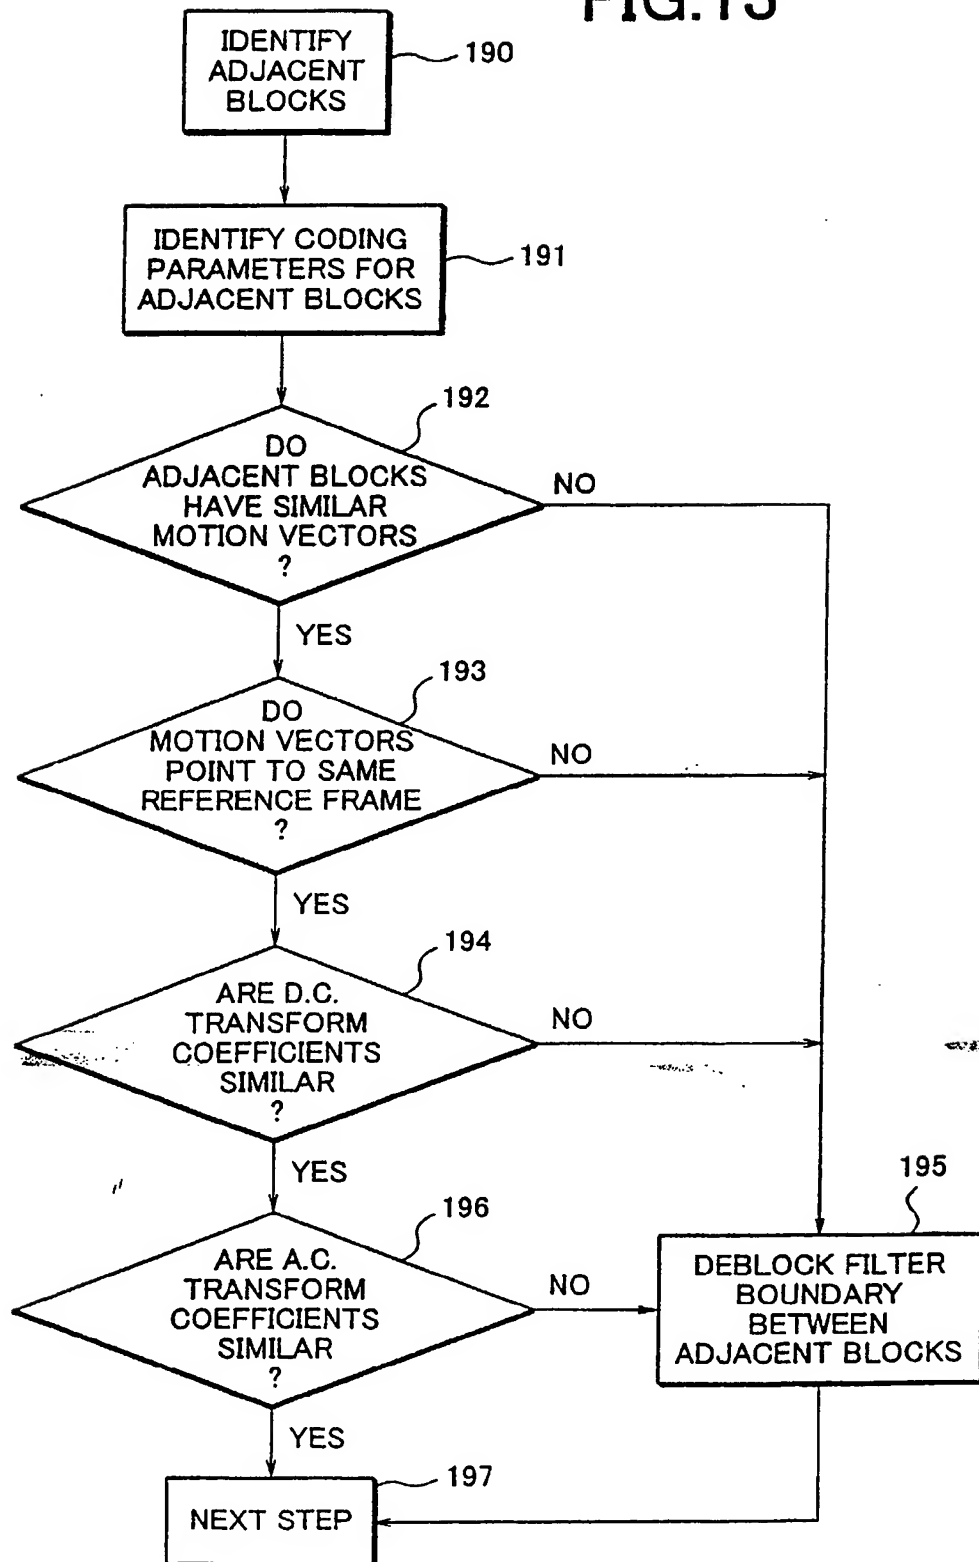 FIG.13
IDENTIFY
ADJACENT
BLOCKS
190
IDENTIFY CODING
PARAMETERS FOR
ADJACENT BLOCKS
191
192
DO
ADJACENT BLOCKS
HAVE SIMILAR
MOTION VECTORS
?
NO
YES
193
DO
MOTION VECTORS
POINT TO SAME
REFERENCE FRAME
?
NO
YES
194
ARE D.C.
TRANSFORM
COEFFICIENTS
SIMILAR
?
NO
YES
196
ARE A.C.
TRANSFORM
COEFFICIENTS
SIMILAR
?
NO
195
DEBLOCK FILTER
BOUNDARY
BETWEEN
ADJACENT BLOCKS
YES
197
NEXT STEP